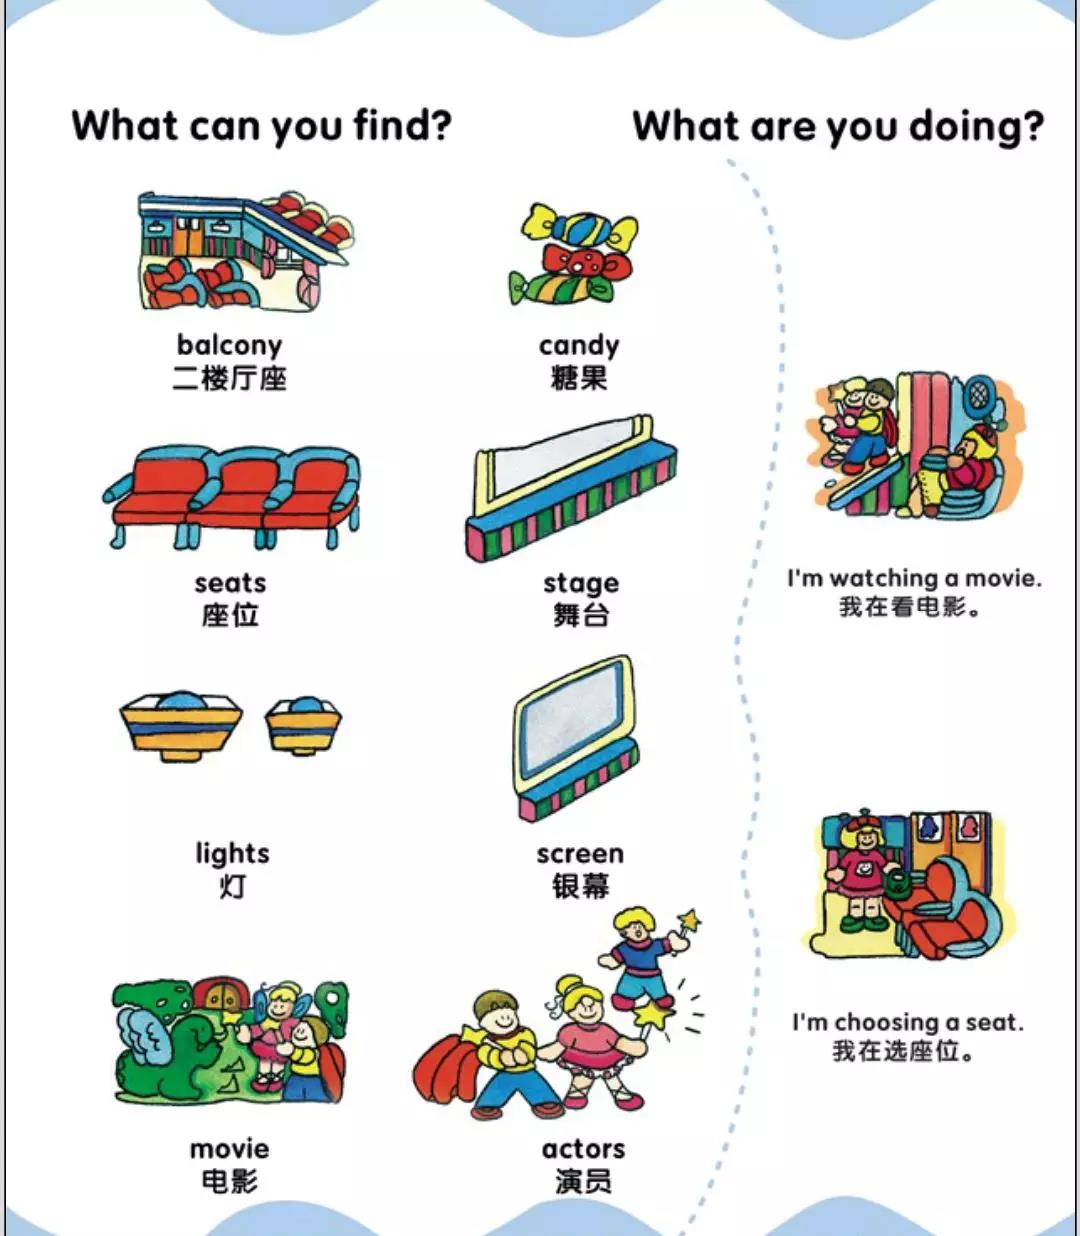 What can you find?
What are you doing?
balcony
二楼厅座
candy
糖果
seats
座位
stage
舞台
lights
灯
screen
银幕
movie
电影
actors
演员
I'm watching a movie.
我在看电影。
I'm choosing a seat.
我在选座位。